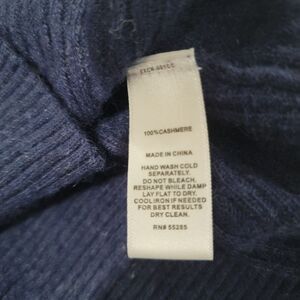 100%CASHMERE
MADE IN CHINA
HAND WASH COLD
SEPARATELY.
DO NOT BLEACH,
RESHAPE WHILE DAMP
LAY FLAT TO DRY.
COOL IRON IF NEEDED
FOR BEST RESULTS
DRY CLEAN.
RN# 55285